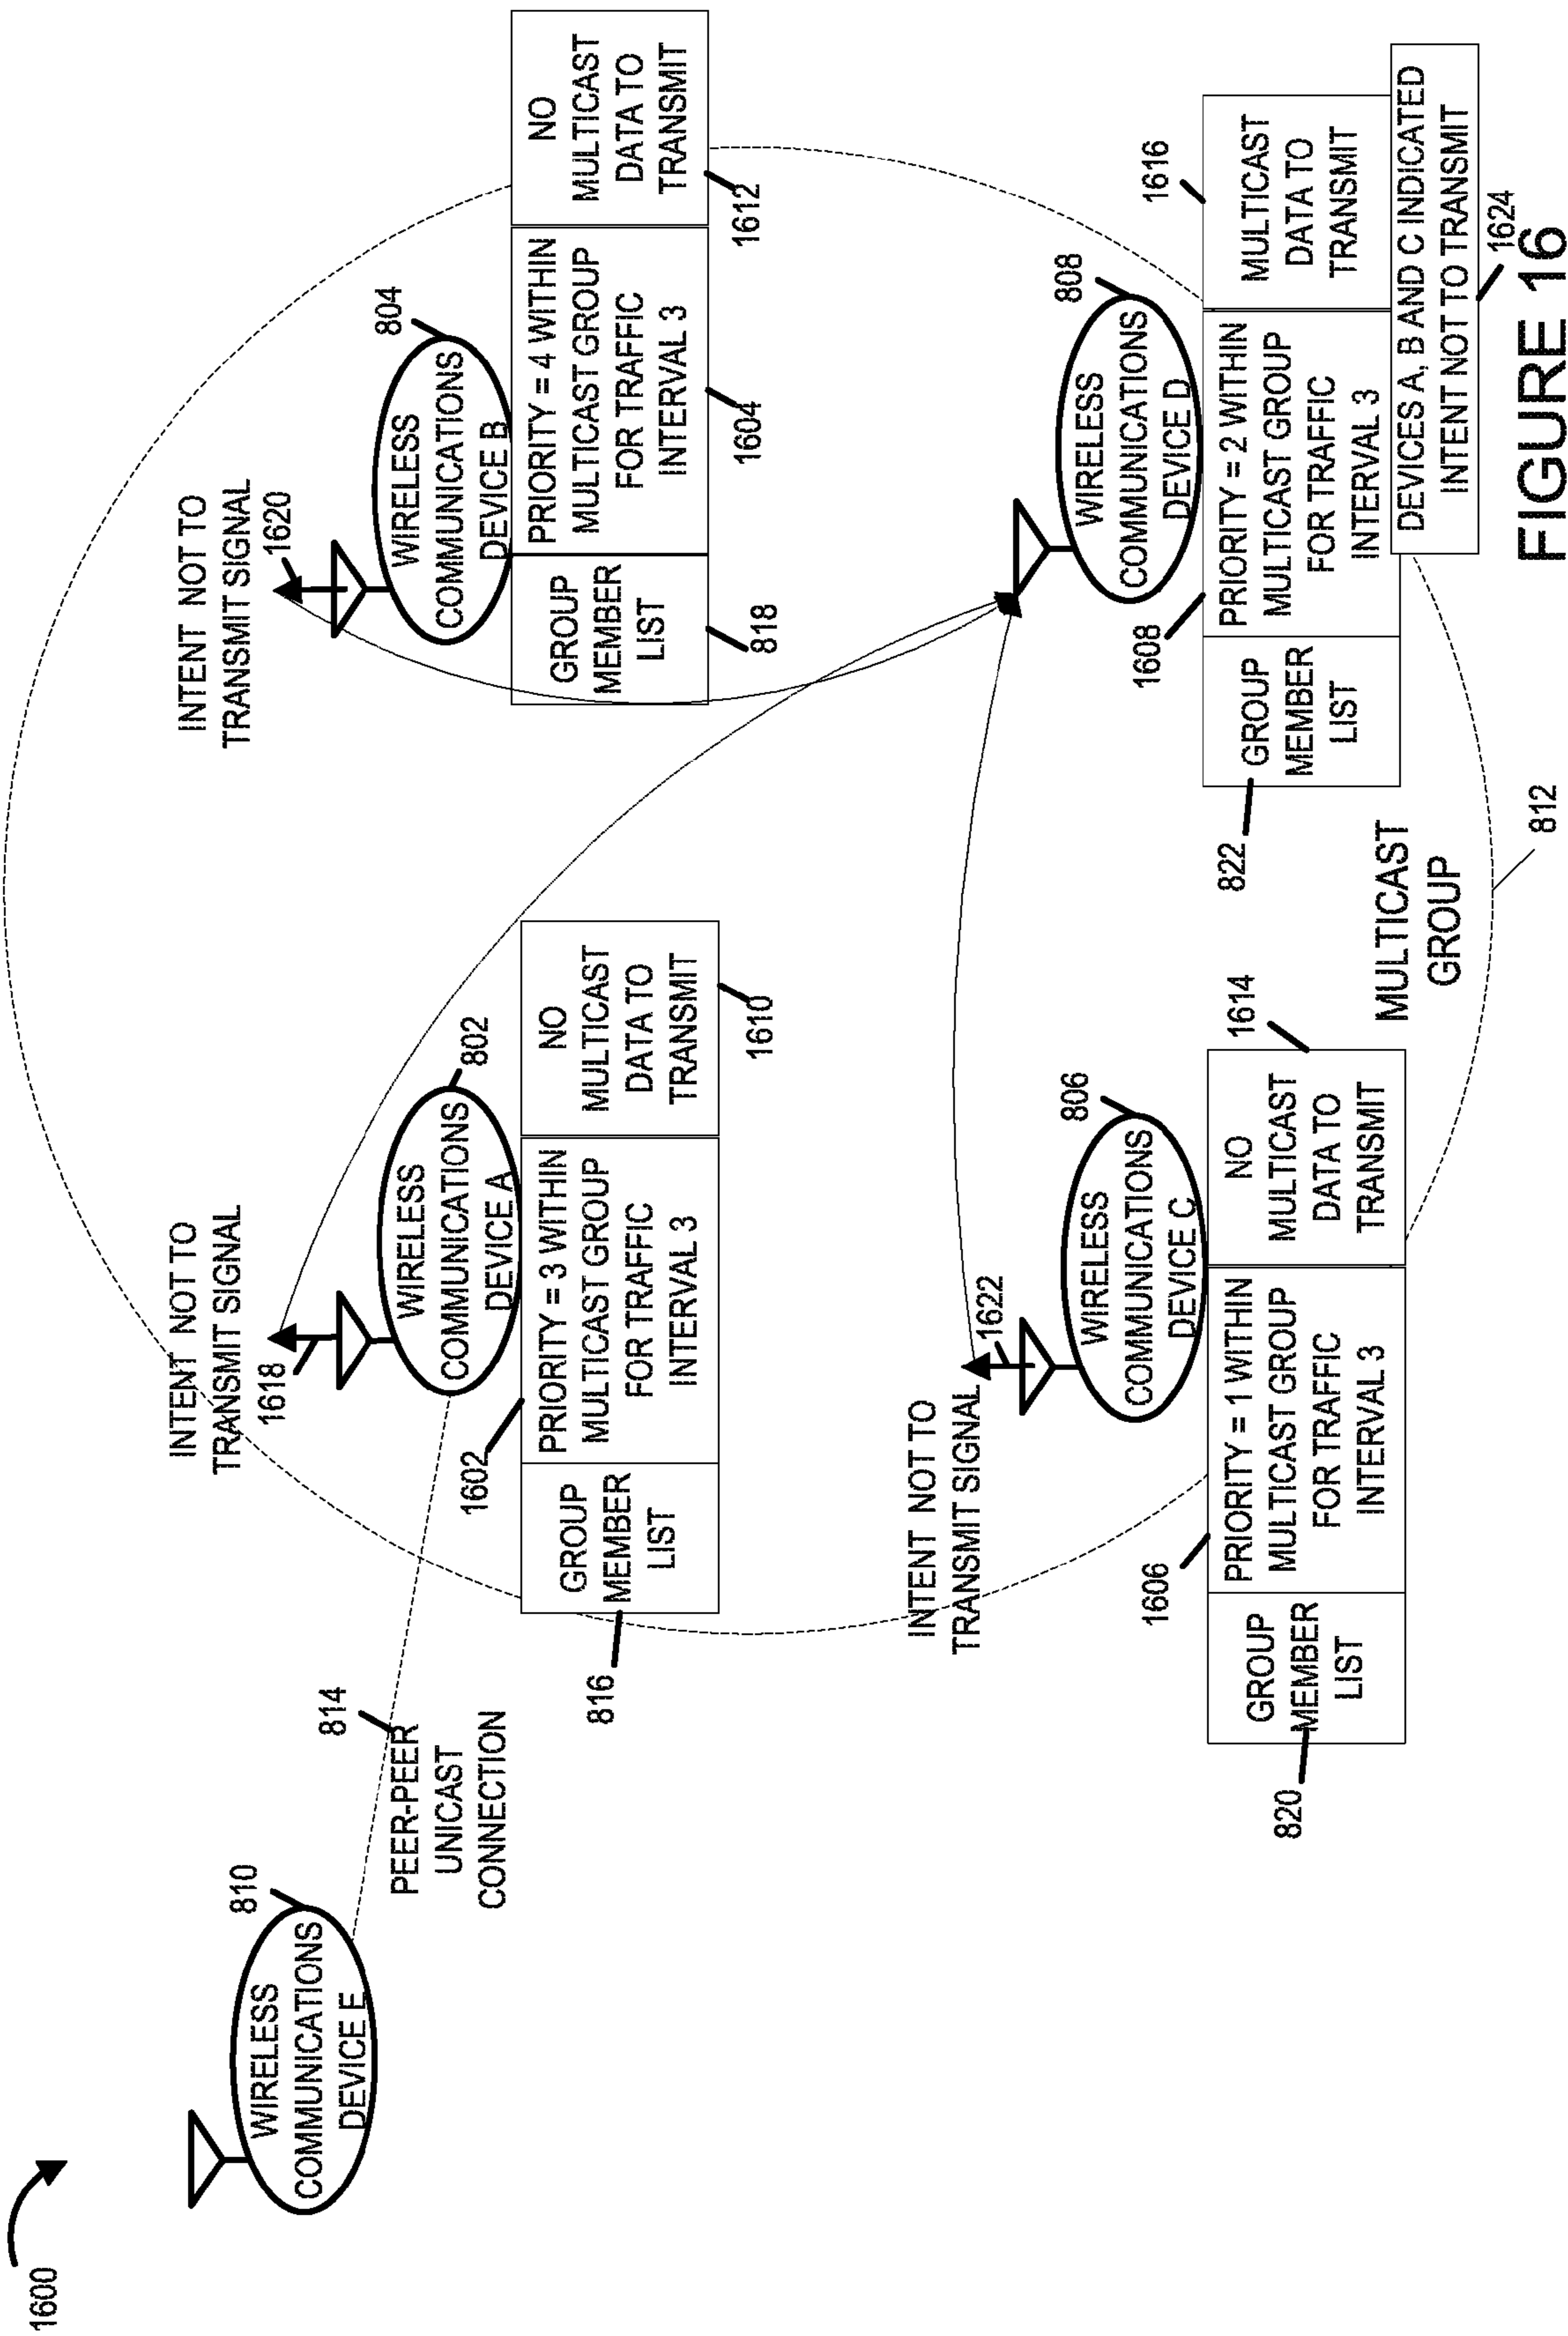 1600
WIRELESS
COMMUNICATIONS
DEVICE E
810
814
PEER-PEER
UNICAST
CONNECTION
INTENT NOT TO
TRANSMIT SIGNAL
1618
WIRELESS
COMMUNICATIONS
DEVICE A
802
1602
GROUP
MEMBER
LIST
816
PRIORITY = 3 WITHIN
MULTICAST GROUP
FOR TRAFFIC
INTERVAL 3
NO
MULTICAST
DATA TO
TRANSMIT
1610
INTENT NOT TO
TRANSMIT SIGNAL
1620
WIRELESS
COMMUNICATIONS
DEVICE B
804
GROUP
MEMBER
LIST
818
PRIORITY = 4 WITHIN
MULTICAST GROUP
FOR TRAFFIC
INTERVAL 3
1604
NO
MULTICAST
DATA TO
TRANSMIT
1612
INTENT NOT TO
TRANSMIT SIGNAL
1622
WIRELESS
COMMUNICATIONS
DEVICE C
806
1606
GROUP
MEMBER
LIST
820
PRIORITY = 1 WITHIN
MULTICAST GROUP
FOR TRAFFIC
INTERVAL 3
NO
MULTICAST
DATA TO
TRANSMIT
1614
WIRELESS
COMMUNICATIONS
DEVICE D
808
1608
GROUP
MEMBER
LIST
822
PRIORITY = 2 WITHIN
MULTICAST GROUP
FOR TRAFFIC
INTERVAL 3
MULTICAST
DATA TO
TRANSMIT
1616
DEVICES A, B AND C INDICATED
INTENT NOT TO TRANSMIT
1624
MULTICAST
GROUP
812
FIGURE 16